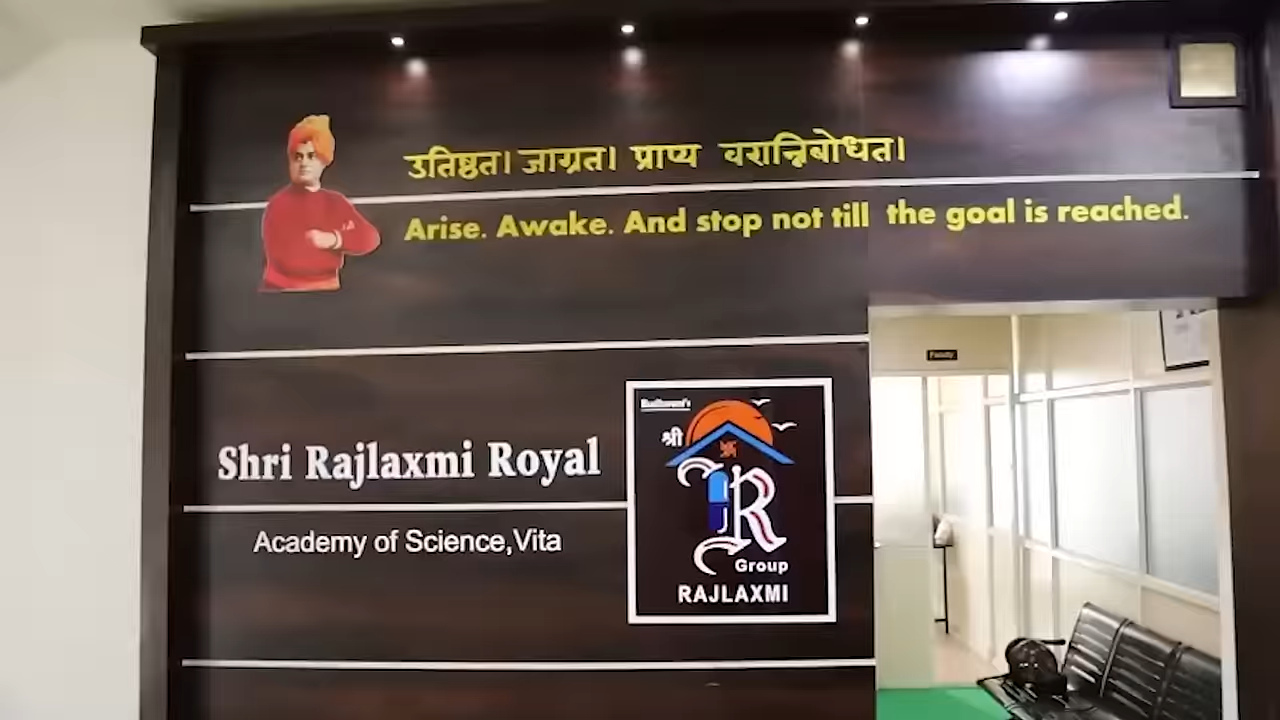 उतिष्ठत। जाग्रत। प्राप्य वरान्निबोधत।
Arise. Awake. And stop not till the goal is reached.
Shri Rajlaxmi Royal
Academy of Science,Vita
श्री
R
Group
RAJLAXMI
Faculty